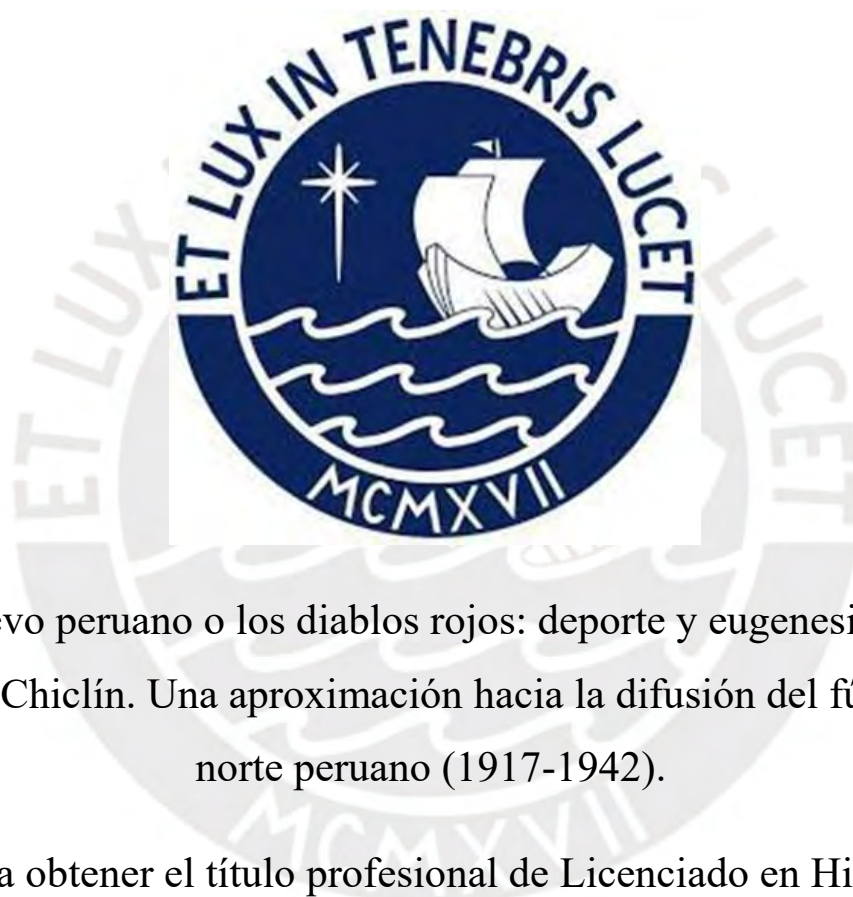 ET LUX IN TENEBRIS LUCET
MCMXVII
evo peruano o los diablos rojos: deporte y eugenesi
Chiclín. Una aproximación hacia la difusión del fú
norte peruano (1917-1942).
a obtener el título profesional de Licenciado en Hi